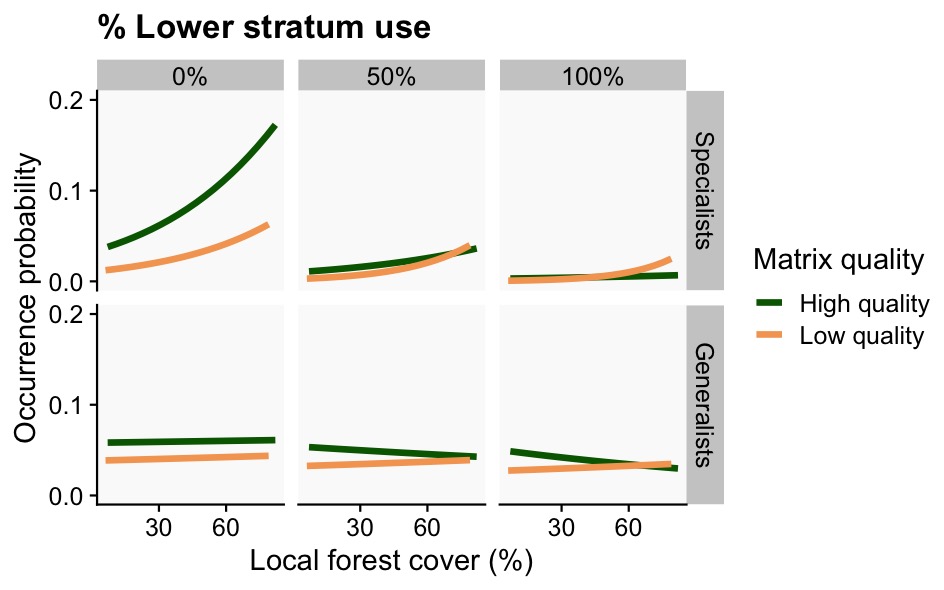 % Lower stratum use
0%
50%
100%
0.2
0.1
0.0
Specialists
0.2
0.1
0.0
Generalists
Occurrence probability
30
60
30
60
30
60
Local forest cover (%)
Matrix quality
High quality
Low quality